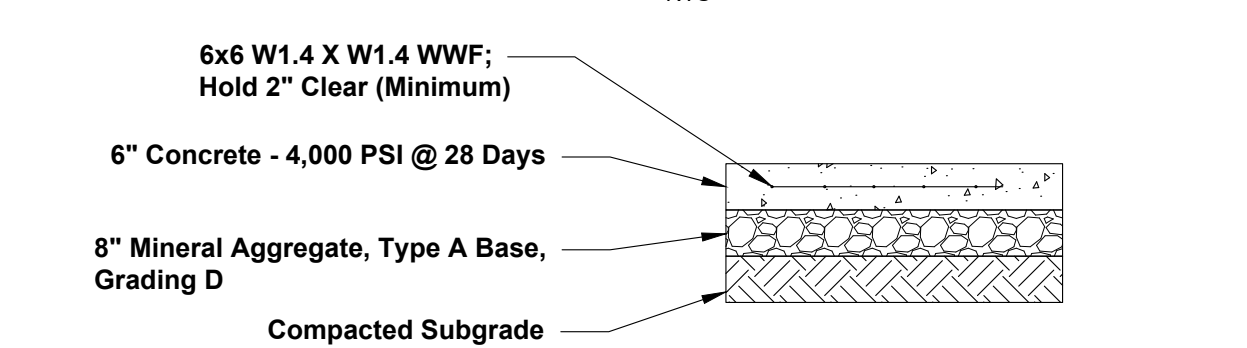 6x6 W1.4 X W1.4 WWF;
Hold 2" Clear (Minimum)
6" Concrete - 4,000 PSI @ 28 Days
8" Mineral Aggregate, Type A Base,
Grading D
Compacted Subgrade